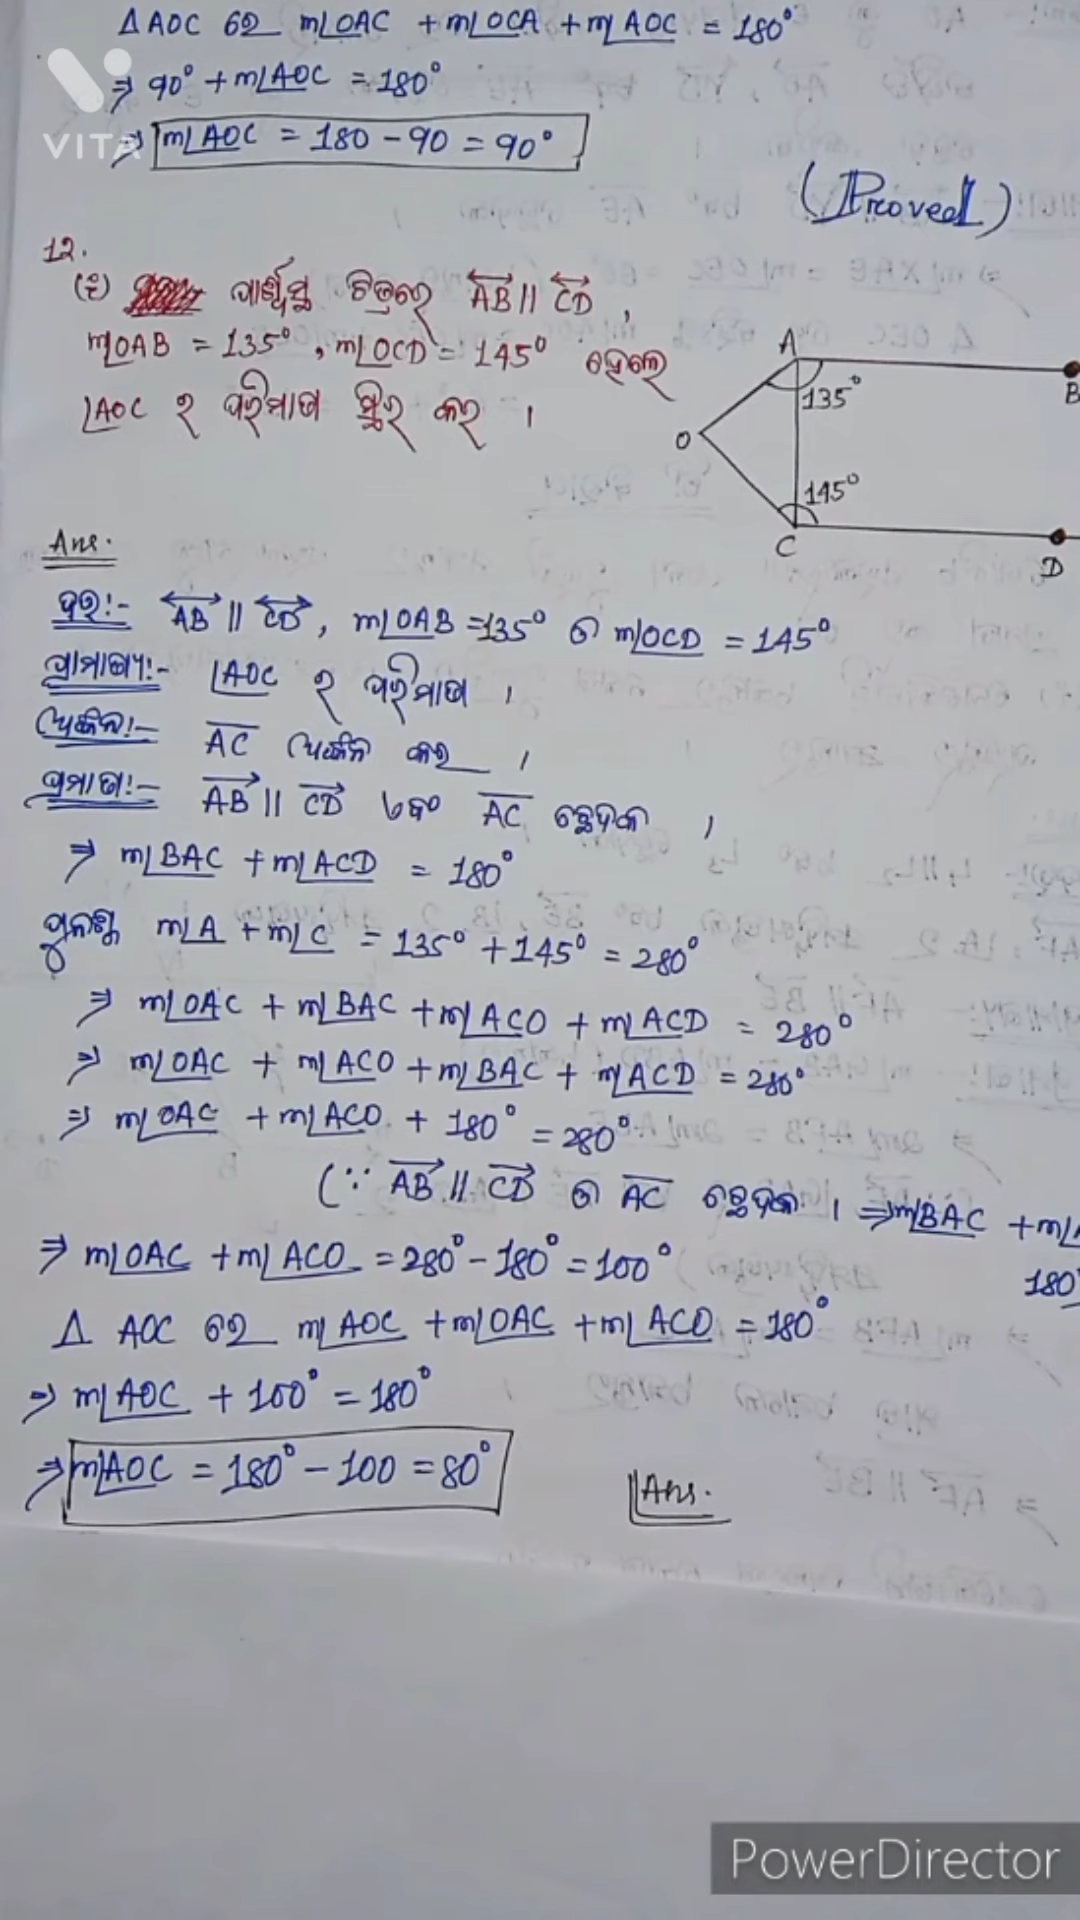 Δ AOC ରେ m∠OAC + m∠OCA + m∠AOC = 180°
⇒ 90° + m∠AOC = 180°
⇒ m∠AOC = 180 - 90 = 90°
VITA
(Proved)
12.
ପାର୍ଶ୍ୱସ୍ଥ ଚିତ୍ରରେ AB || CD,
m∠OAB = 135°, m∠OCD = 145° ହେଲେ
∠AOC ର ପରିମାଣ ସ୍ଥିର କର ।
A
135°
B
O
145°
C
D
Ans.
ଦତ୍ତ:- AB || CD, m∠OAB = 135° ଓ m∠OCD = 145°
ପ୍ରାମାଣ୍ୟ:- ∠AOC ର ପରିମାଣ ।
ଅଙ୍କନ:- AC ଅଙ୍କନ କର ।
ପ୍ରମାଣ:- AB || CD ଏବଂ AC ଛେଦକ ।
⇒ m∠BAC + m∠ACD = 180°
ପୁନଶ୍ଚ m∠A + m∠C = 135° + 145° = 280°
⇒ m∠OAC + m∠BAC + m∠ACO + m∠ACD = 280°
⇒ m∠OAC + m∠ACO + m∠BAC + m∠ACD = 280°
⇒ m∠OAC + m∠ACO + 180° = 280°
(∵ AB || CD ଓ AC ଛେଦକ । ⇒ m∠BAC + m∠A
180°
⇒ m∠OAC + m∠ACO = 280° - 180° = 100°
Δ AOC ରେ m∠AOC + m∠OAC + m∠ACO = 180°
⇒ m∠AOC + 100° = 180°
⇒ m∠AOC = 180° - 100 = 80°
Ans.
PowerDirector